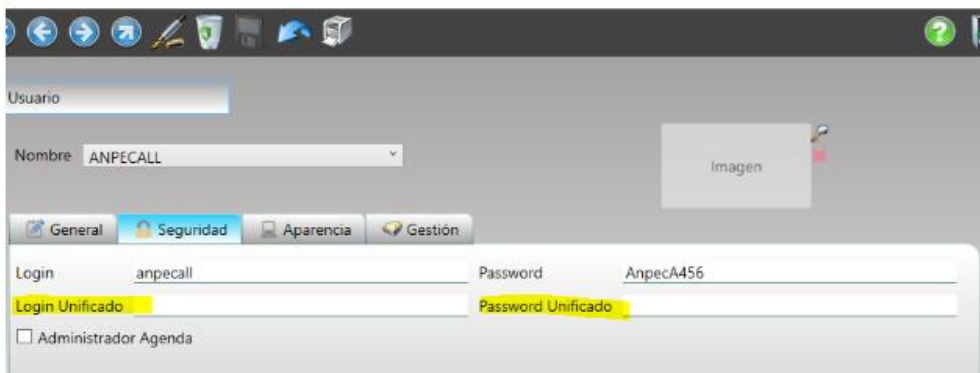 Usuario
Nombre ANPECALL
Imagen
General Seguridad Aparencia Gestión
Login anpecall Password AnpecA456
Login Unificado Password Unificado
Administrador Agenda